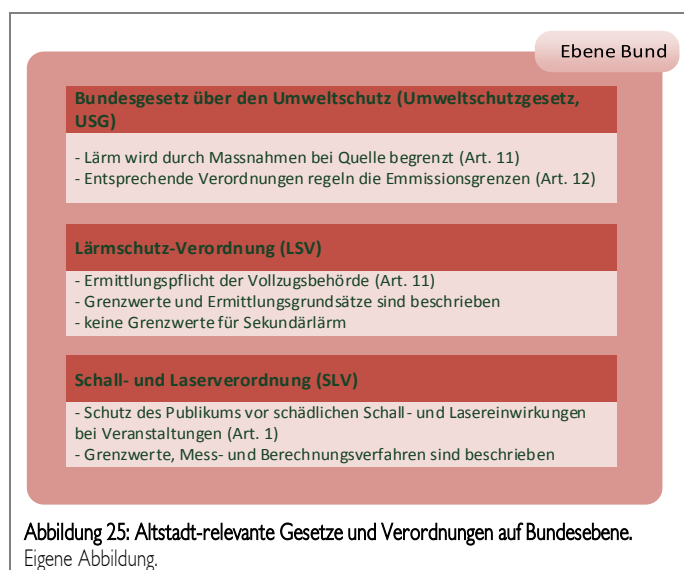 Ebene Bund
Bundesgesetz über den Umweltschutz (Umweltschutzgesetz,
USG)
- Lärm wird durch Massnahmen bei Quelle begrenzt (Art. 11)
- Entsprechende Verordnungen regeln die Emmissionsgrenzen (Art. 12)
Lärmschutz-Verordnung (LSV)
- Ermittlungspflicht der Vollzugsbehörde (Art. 11)
- Grenzwerte und Ermittlungsgrundsätze sind beschrieben
- keine Grenzwerte für Sekundärlärm
Schall- und Laserverordnung (SLV)
- Schutz des Publikums vor schädlichen Schall- und Lasereinwirkungen
bei Veranstaltungen (Art. 1)
- Grenzwerte, Mess- und Berechnungsverfahren sind beschrieben
Abbildung 25: Altstadt-relevante Gesetze und Verordnungen auf Bundesebene.
Eigene Abbildung.